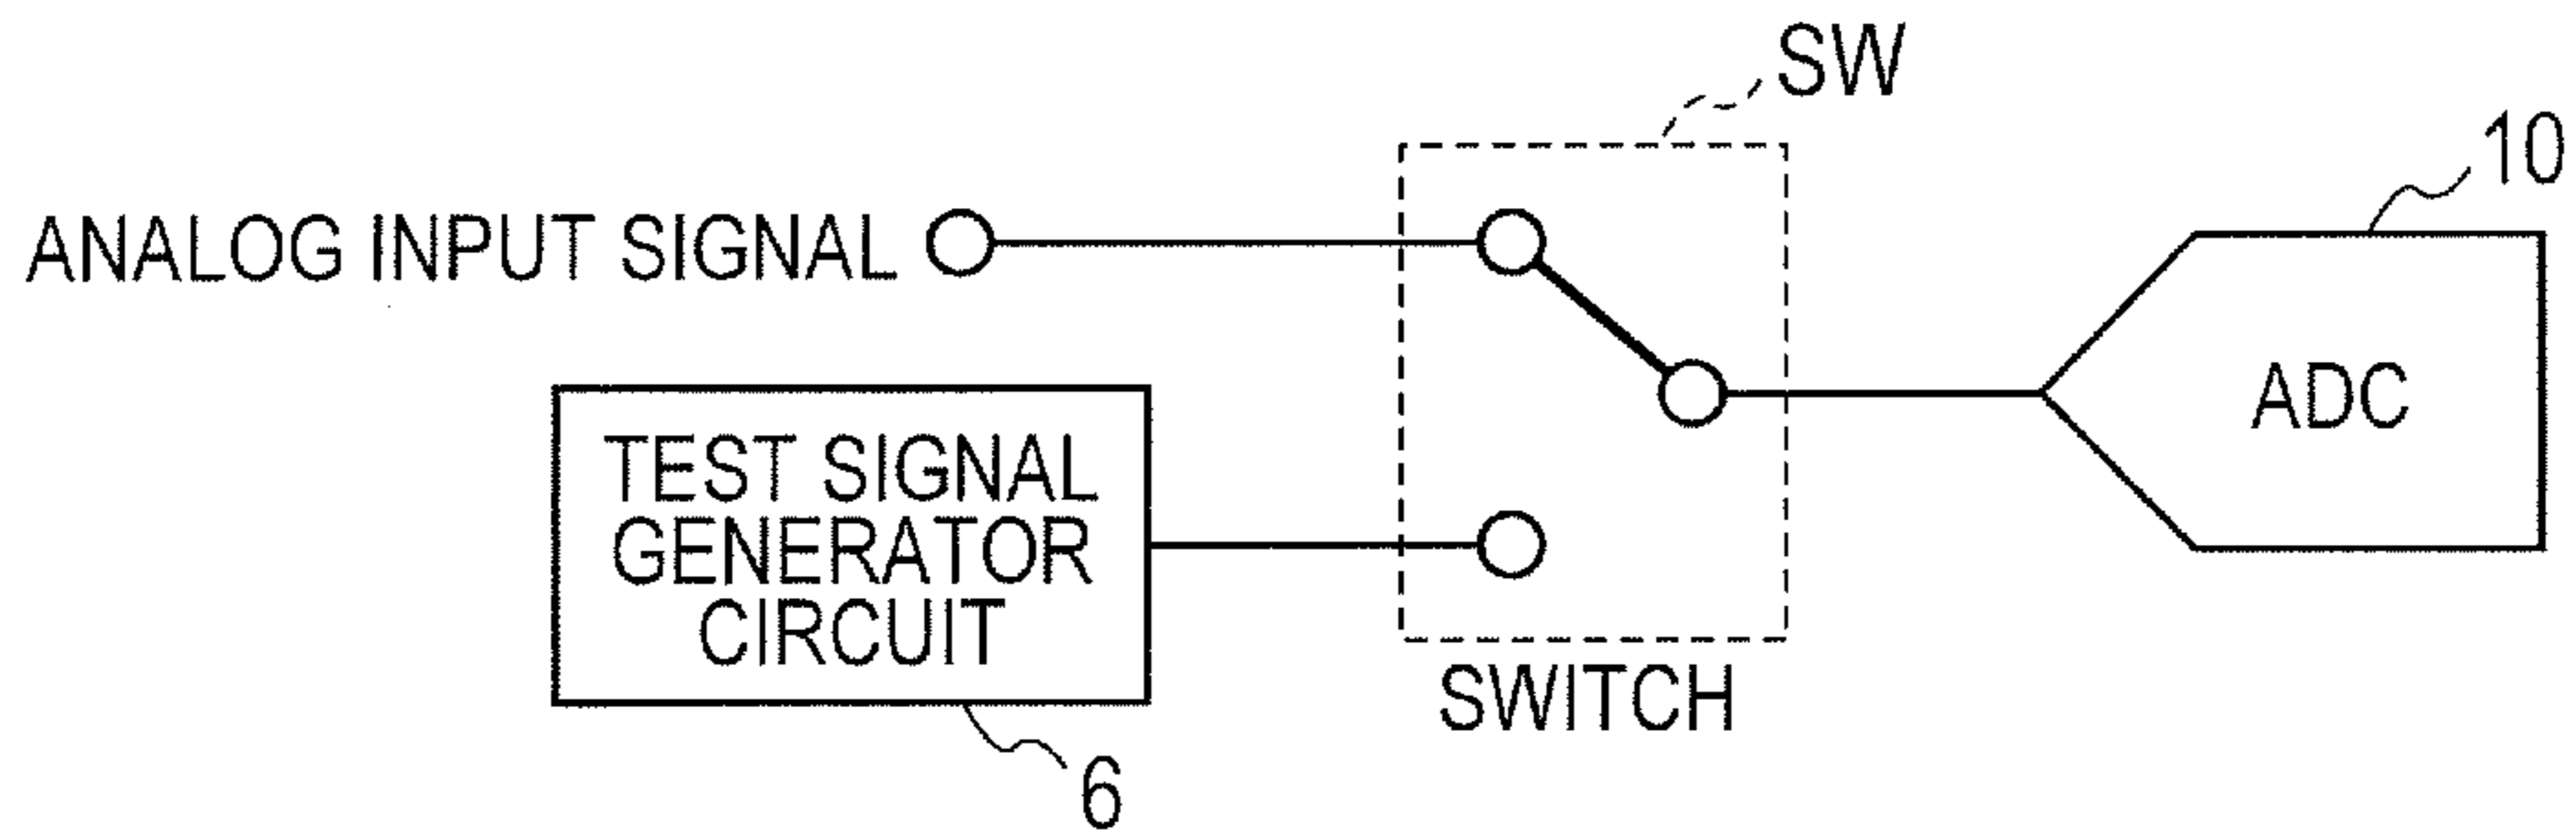 SW
10
ANALOG INPUT SIGNAL
ADC
TEST SIGNAL
GENERATOR
CIRCUIT
SWITCH
6